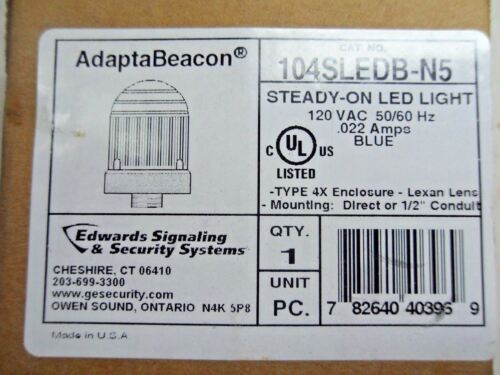 AdaptaBeacon®
CAT. NO.
104SLEDB-N5
STEADY-ON LED LIGHT
120 VAC 50/60 Hz
.022 Amps
BLUE
C UL® US
LISTED
-TYPE 4X Enclosure - Lexan Lens
- Mounting: Direct or 1/2" Conduit
Edwards Signaling
& Security Systems
CHESHIRE, CT 06410
203-699-3300
www.gesecurity.com
OWEN SOUND, ONTARIO N4K 5P8
QTY.
1
UNIT
PC.
7 82640 40396 9
Made in U.S.A